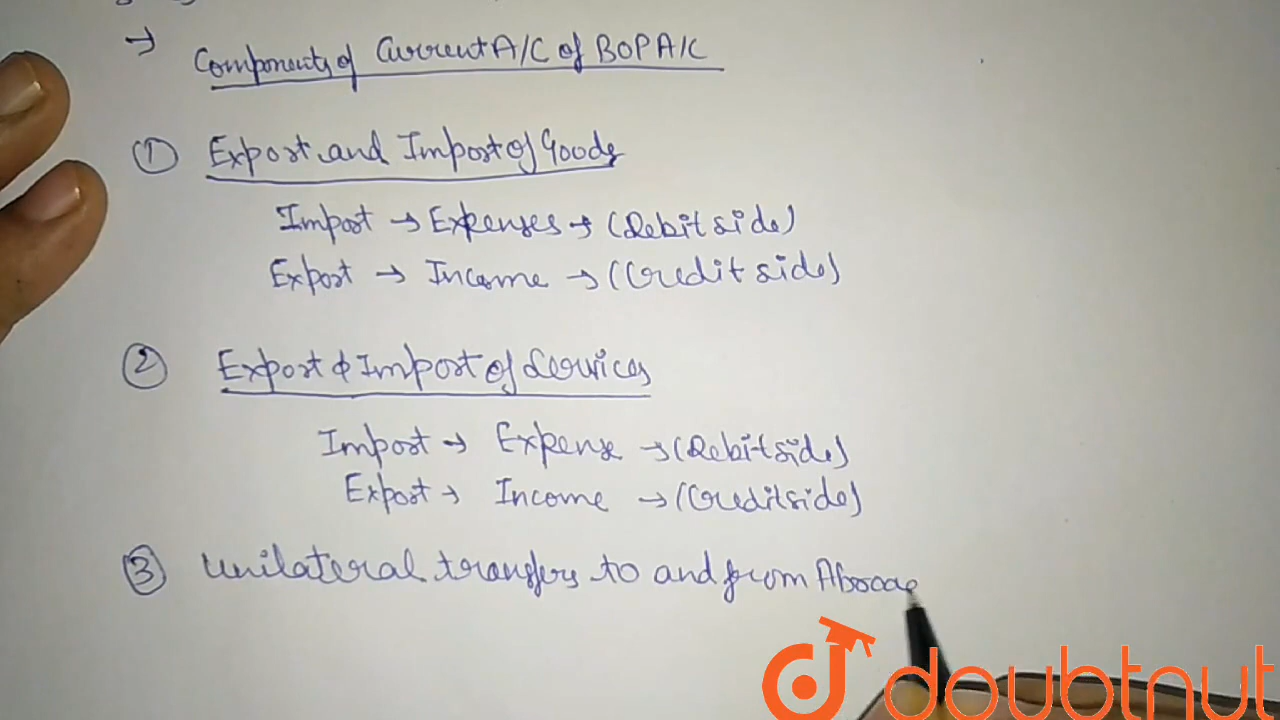 → Components of Current A/C of BOP A/C
① Export and Import of Goods
Import → Expenses → (Debit side)
Export → Income → (Credit side)
② Export & Import of Services
Import → Expense → (Debit side)
Export → Income → (Credit side)
③ Unilateral transfers to and from Abroa
doubtnut